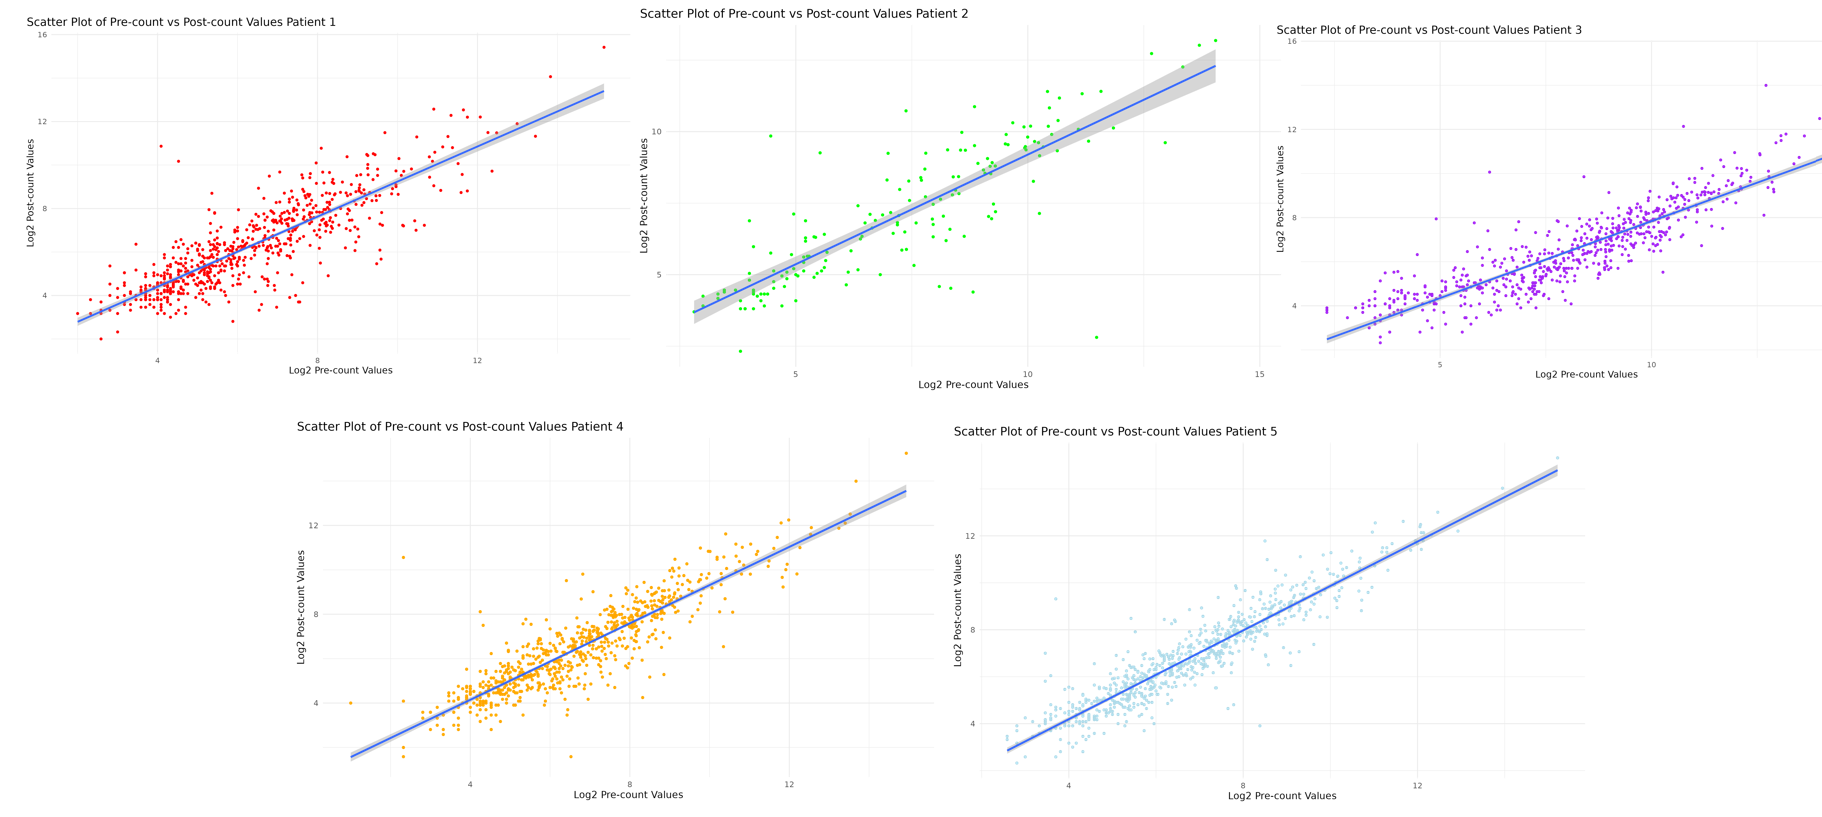 Scatter Plot of Pre-count vs Post-count Values Patient 1
16
12
8
4
Log2 Post-count Values
4 8 12
Log2 Pre-count Values
Scatter Plot of Pre-count vs Post-count Values Patient 2
10
5
Log2 Post-count Values
5 10 15
Log2 Pre-count Values
Scatter Plot of Pre-count vs Post-count Values Patient 3
16
12
8
4
Log2 Post-count Values
5 10
Log2 Pre-count Values
Scatter Plot of Pre-count vs Post-count Values Patient 4
12
8
4
Log2 Post-count Values
4 8 12
Log2 Pre-count Values
Scatter Plot of Pre-count vs Post-count Values Patient 5
12
8
4
Log2 Post-count Values
4 8 12
Log2 Pre-count Values